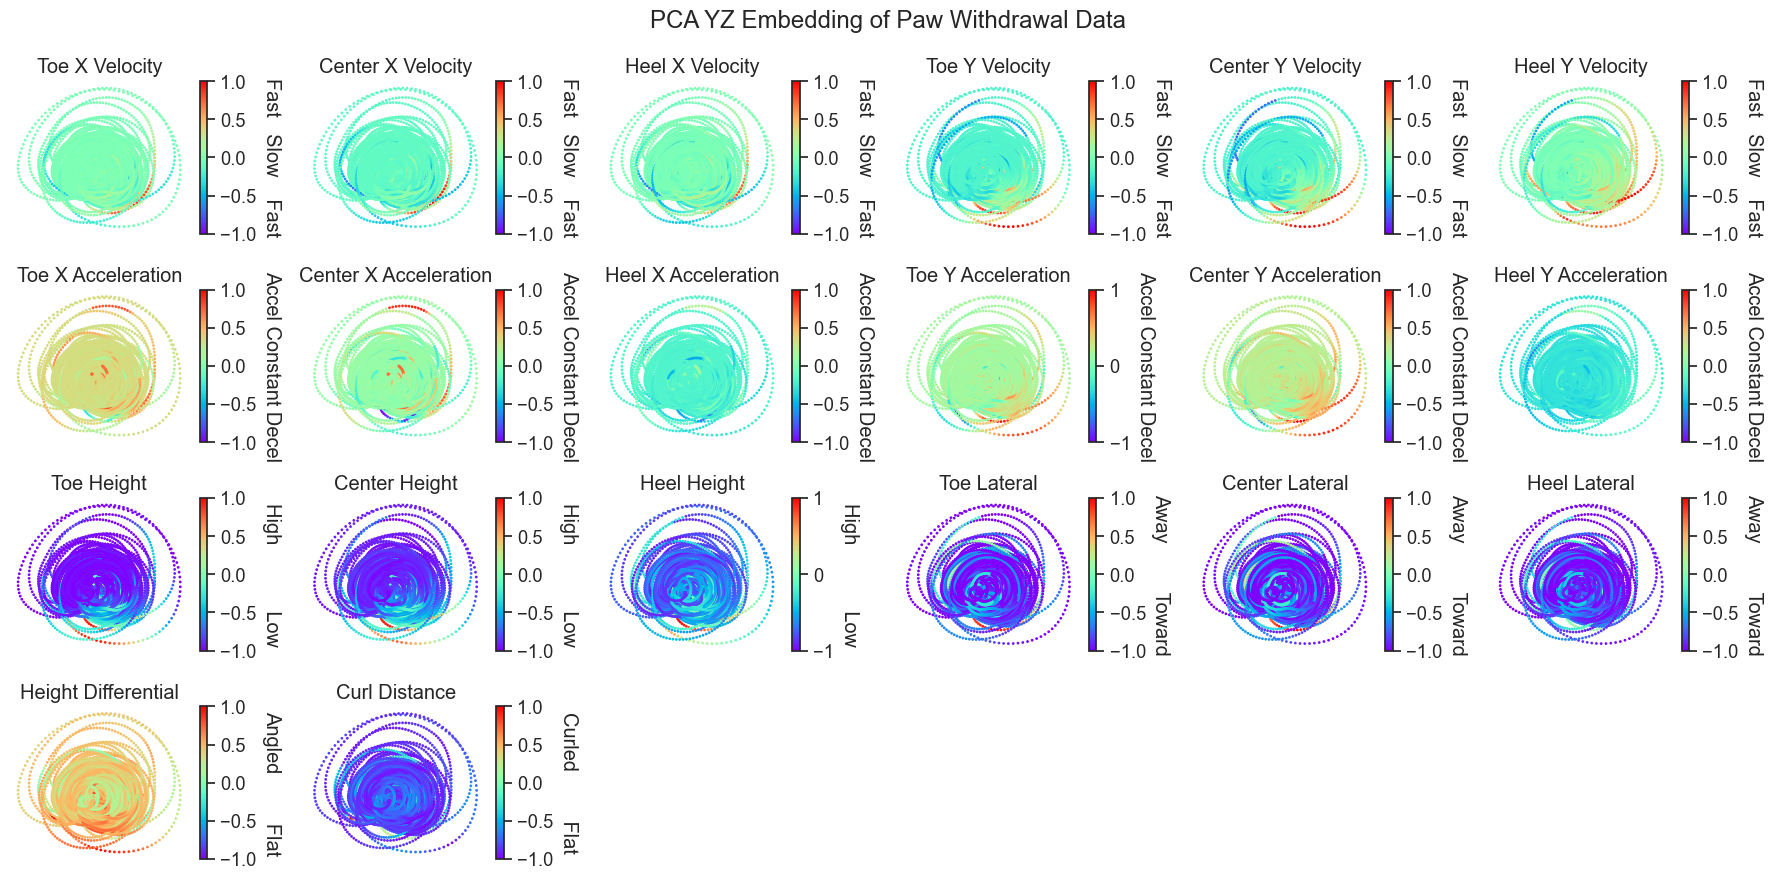 PCA YZ Embedding of Paw Withdrawal Data
Toe X Velocity
1.0
0.5
0.0
−0.5
−1.0
Fast Slow Fast
Center X Velocity
1.0
0.5
0.0
−0.5
−1.0
Fast Slow Fast
Heel X Velocity
1.0
0.5
0.0
−0.5
−1.0
Fast Slow Fast
Toe Y Velocity
1.0
0.5
0.0
−0.5
−1.0
Fast Slow Fast
Center Y Velocity
1.0
0.5
0.0
−0.5
−1.0
Fast Slow Fast
Heel Y Velocity
1.0
0.5
0.0
−0.5
−1.0
Fast Slow Fast
Toe X Acceleration
1.0
0.5
0.0
−0.5
−1.0
Accel Constant Decel
Center X Acceleration
1.0
0.5
0.0
−0.5
−1.0
Accel Constant Decel
Heel X Acceleration
1.0
0.5
0.0
−0.5
−1.0
Accel Constant Decel
Toe Y Acceleration
1
0
−1
Accel Constant Decel
Center Y Acceleration
1.0
0.5
0.0
−0.5
−1.0
Accel Constant Decel
Heel Y Acceleration
1.0
0.5
0.0
−0.5
−1.0
Accel Constant Decel
Toe Height
1.0
0.5
0.0
−0.5
−1.0
High Low
Center Height
1.0
0.5
0.0
−0.5
−1.0
High Low
Heel Height
1
0
−1
High Low
Toe Lateral
1.0
0.5
0.0
−0.5
−1.0
Away Toward
Center Lateral
1.0
0.5
0.0
−0.5
−1.0
Away Toward
Heel Lateral
1.0
0.5
0.0
−0.5
−1.0
Away Toward
Height Differential
1.0
0.5
0.0
−0.5
−1.0
Angled Flat
Curl Distance
1.0
0.5
0.0
−0.5
−1.0
Curled Flat